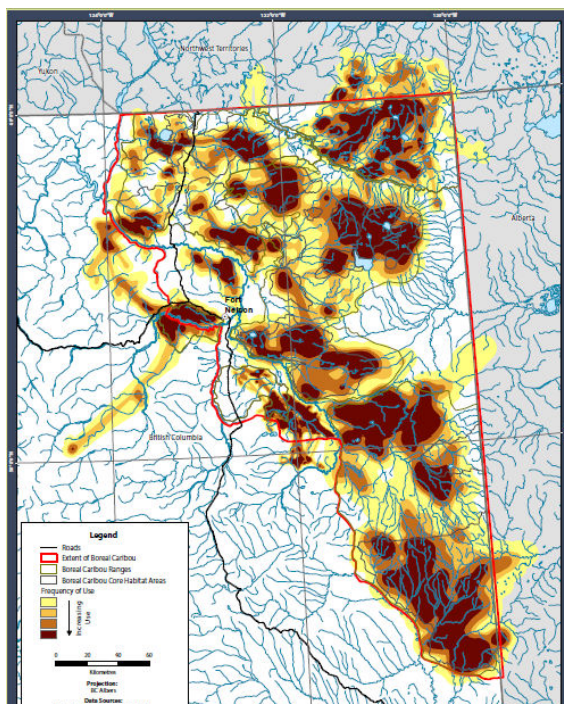 Northwest Territories
Yukon
Alberta
Fort
Nelson
British Columbia
Legend
Roads
Extent of Boreal Caribou
Boreal Caribou Ranges
Boreal Caribou Core Habitat Areas
Frequency of Use
Increasing
Use
0 20 40 60
Kilometres
Projection:
BC Albers
Data Sources: